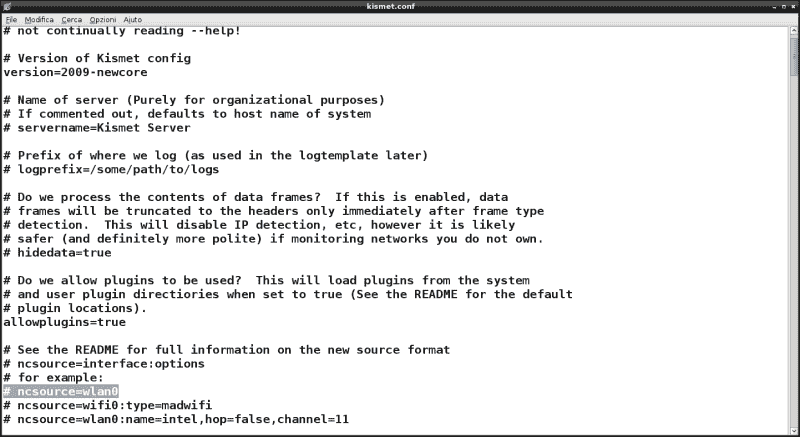 kismet.conf
File Modifica Cerca Opzioni Aiuto
# not continually reading --help!
# Version of Kismet config
version=2009-newcore
# Name of server (Purely for organizational purposes)
# If commented out, defaults to host name of system
# servername=Kismet Server
# Prefix of where we log (as used in the logtemplate later)
# logprefix=/some/path/to/logs
# Do we process the contents of data frames?  If this is enabled, data
# frames will be truncated to the headers only immediately after frame type
# detection.  This will disable IP detection, etc, however it is likely
# safer (and definitely more polite) if monitoring networks you do not own.
# hidedata=true
# Do we allow plugins to be used?  This will load plugins from the system
# and user plugin directiories when set to true (See the README for the default
# plugin locations).
allowplugins=true
# See the README for full information on the new source format
# ncsource=interface:options
# for example:
# ncsource=wlan0
# ncsource=wifi0:type=madwifi
# ncsource=wlan0:name=intel,hop=false,channel=11